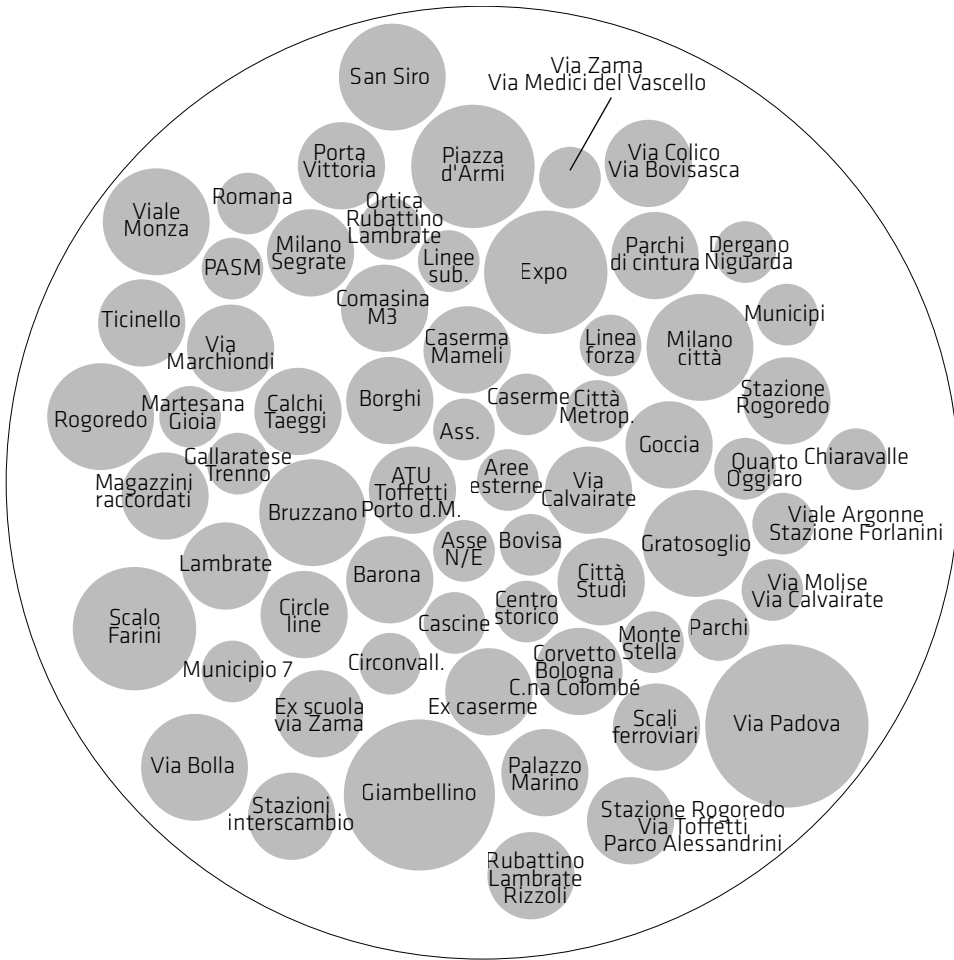 Via Zama
Via Medici del Vascello
San Siro
Porta
Vittoria
Piazza
d'Armi
Via Colico
Via Bovisasca
Viale
Monza
Romana
Ortica
Rubattino
Lambrate
Milano
Segrate
PASM
Linee
sub.
Expo
Parchi
di cintura
Dergano
Niguarda
Comasina
M3
Ticinello
Via
Marchiondi
Caserma
Mameli
Linea
forza
Milano
città
Municipi
Rogoredo
Martesana
Gioia
Calchi
Taeggi
Borghi
Caserme
Città
Metrop.
Stazione
Rogoredo
Ass.
Goccia
Gallaratese
Trenno
Magazzini
raccordati
Bruzzano
ATU
Toffetti
Porto d.M.
Aree
esterne
Via
Calvairate
Quarto
Oggiaro
Chiaravalle
Viale Argonne
Stazione Forlanini
Lambrate
Barona
Asse
N/E
Bovisa
Gratosoglio
Città
Studi
Via Molise
Via Calvairate
Scalo
Farini
Circle
line
Cascine
Centro
storico
Monte
Stella
Parchi
Municipio 7
Circonvall.
Corvetto
Bologna
C.na Colombé
Ex scuola
via Zama
Ex caserme
Scali
ferroviari
Via Padova
Via Bolla
Giambellino
Palazzo
Marino
Stazioni
interscambio
Stazione Rogoredo
Via Toffetti
Parco Alessandrini
Rubattino
Lambrate
Rizzoli